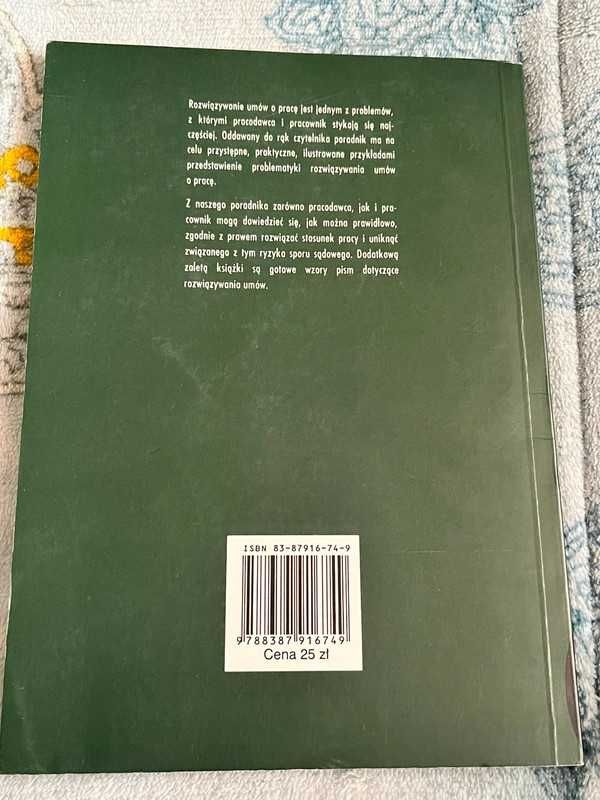 Rozwiązywanie umów o pracę jest jednym z problemów,
z którymi pracodawca i pracownik stykają się naj-
częściej. Oddawany do rąk czytelnika poradnik ma na
celu przystępne, praktyczne, ilustrowane przykładami
przedstawienie problematyki rozwiązywania umów
o pracę.
Z naszego poradnika zarówno pracodawca, jak i pra-
cownik mogą dowiedzieć się, jak można prawidłowo,
zgodnie z prawem rozwiązać stosunek pracy i uniknąć
związanego z tym ryzyka sporu sądowego. Dodatkową
zaletą książki są gotowe wzory pism dotyczące
rozwiązywania umów.
ISBN 83-87916-74-9
9788387916749
Cena 25 zł